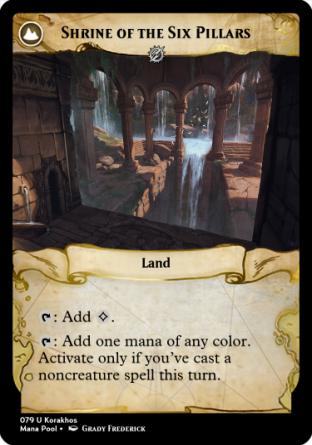 Shrine of the Six Pillars
Land
: Add .
: Add one mana of any color.
Activate only if you've cast a
noncreature spell this turn.
079 U Korakhos
Mana Pool • Grady Frederick